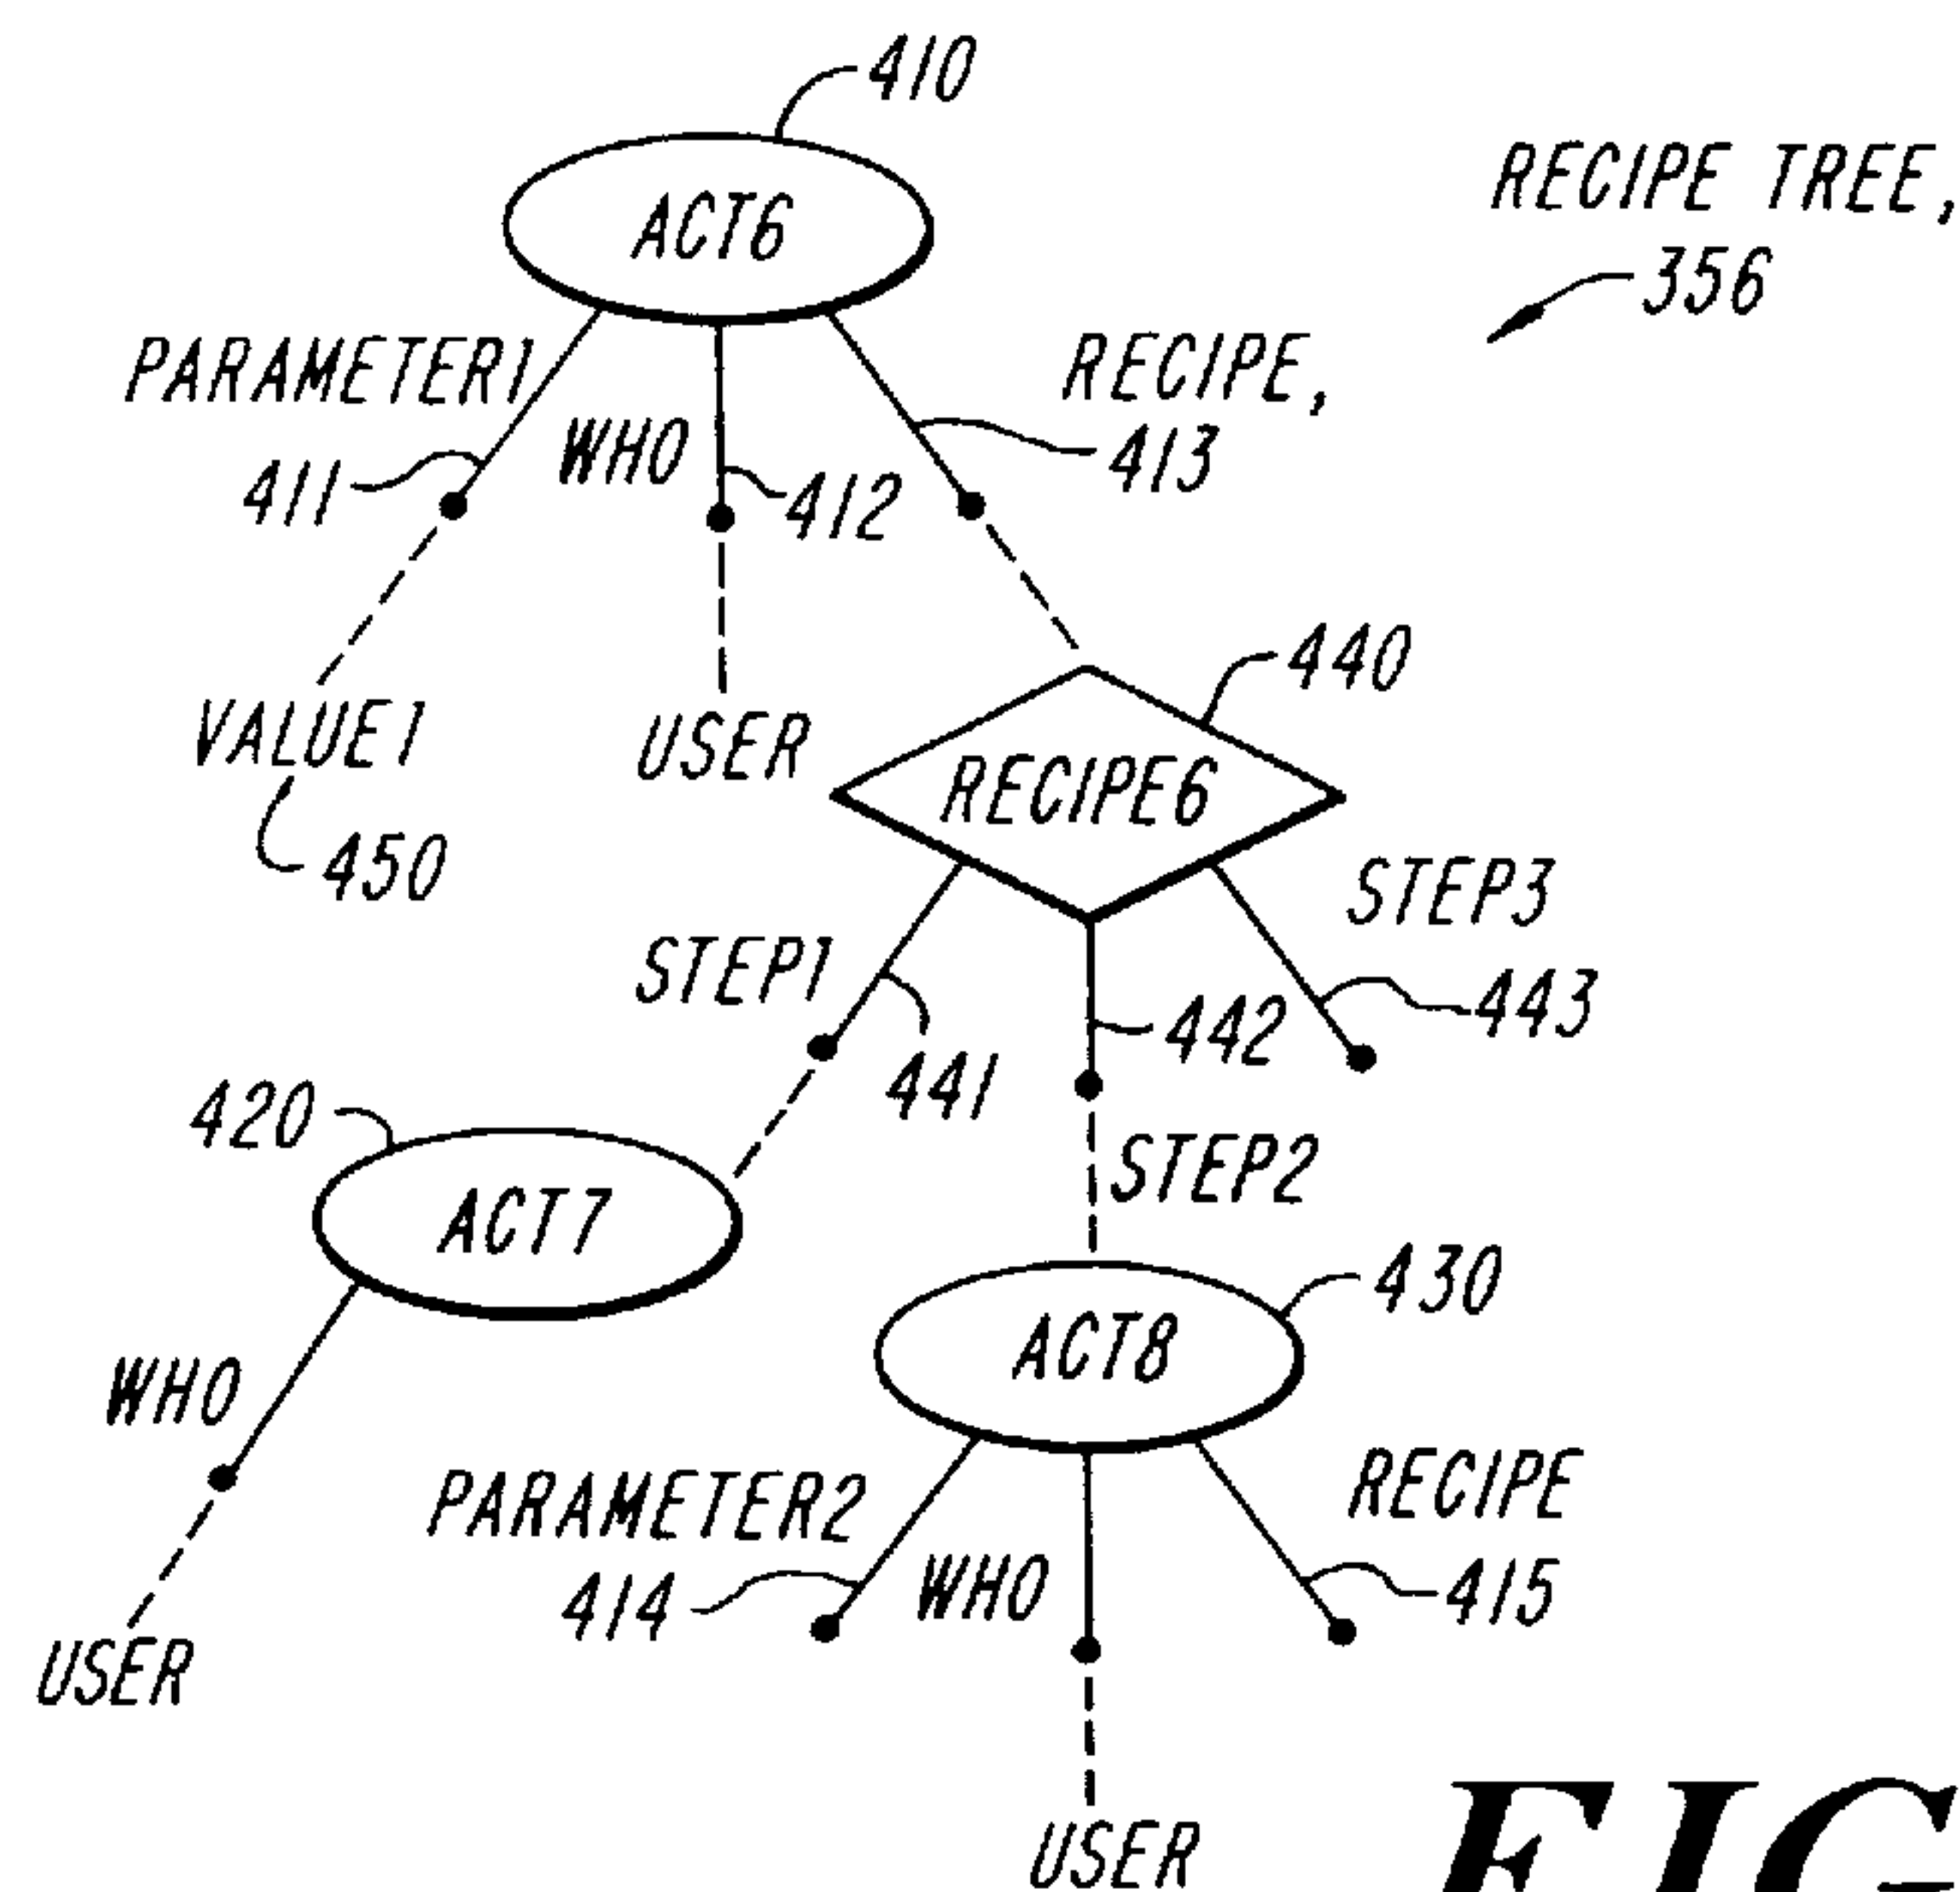 410
ACT6
RECIPE TREE,
356
PARAMETER1
RECIPE,
413
411
WHO
412
VALUE1
450
USER
440
RECIPE6
STEP3
443
STEP1
441
442
STEP2
420
ACT7
430
ACT8
WHO
USER
PARAMETER2
414
WHO
RECIPE
415
USER
FIG